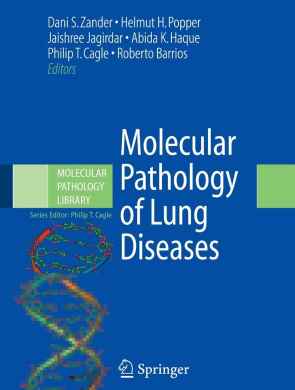 Dani S. Zander • Helmut H. Popper
Jaishree Jagirdar • Abida K. Haque
Philip T. Cagle • Roberto Barrios
Editors
Molecular
Pathology
of Lung
Diseases
MOLECULAR
PATHOLOGY
LIBRARY
Series Editor: Philip T. Cagle
Springer